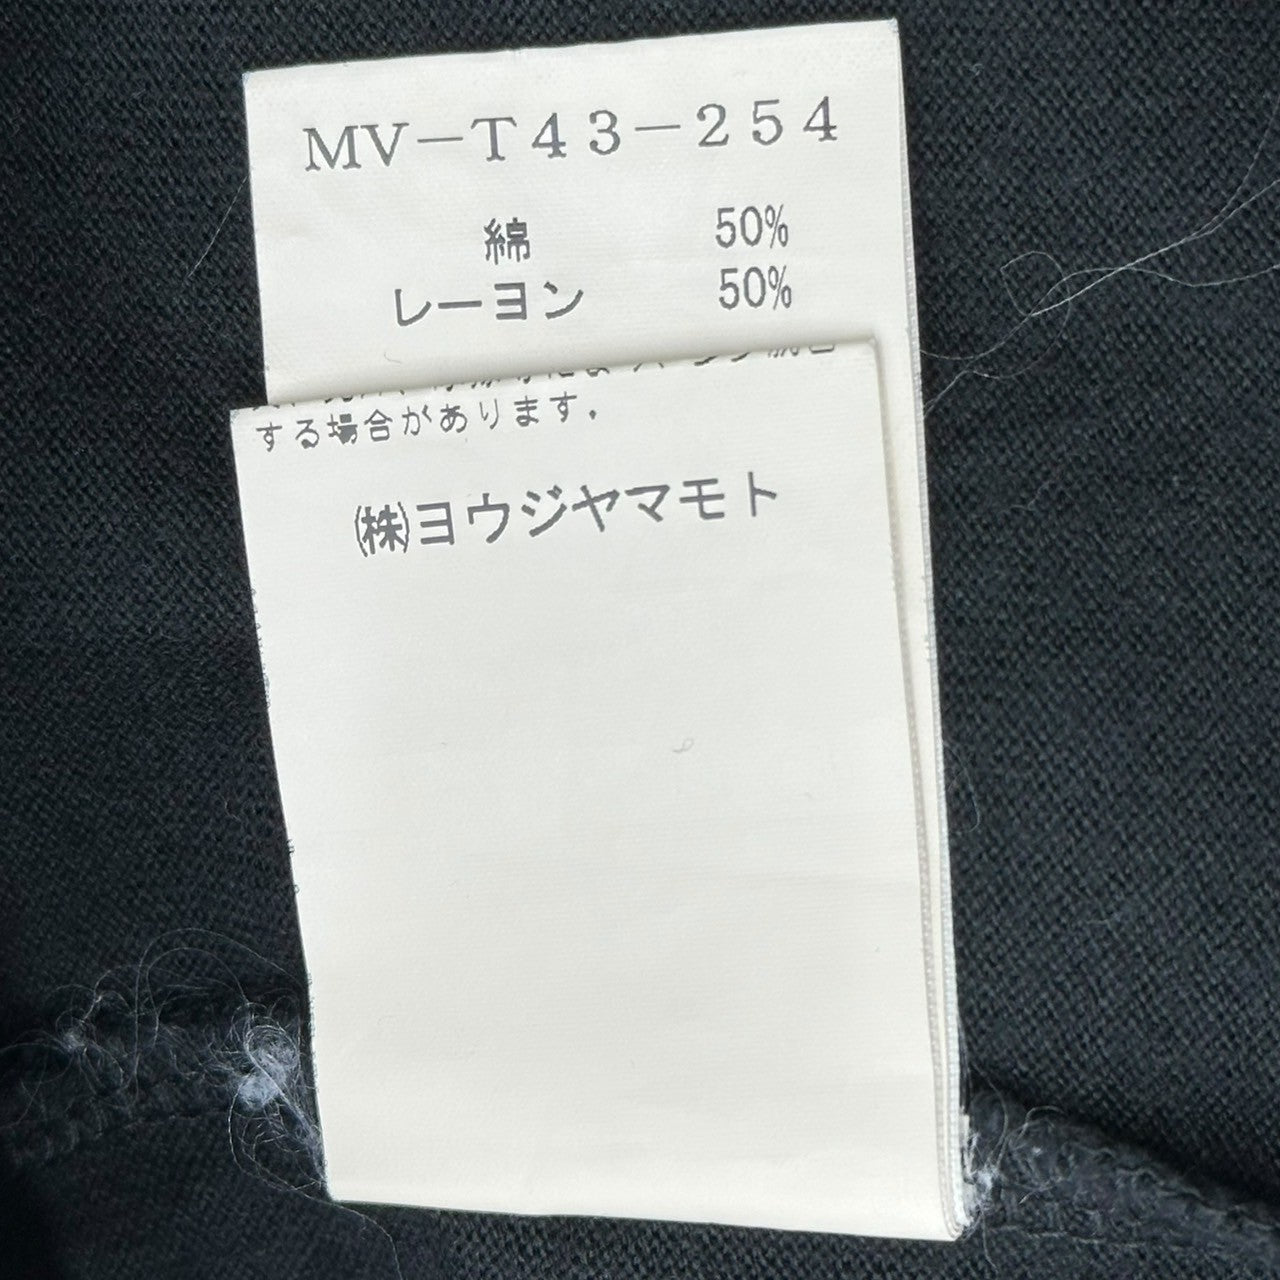 MV-T43-254
綿 50%
レーヨン 50%
する場合があります.
㈱ヨウジヤマモト